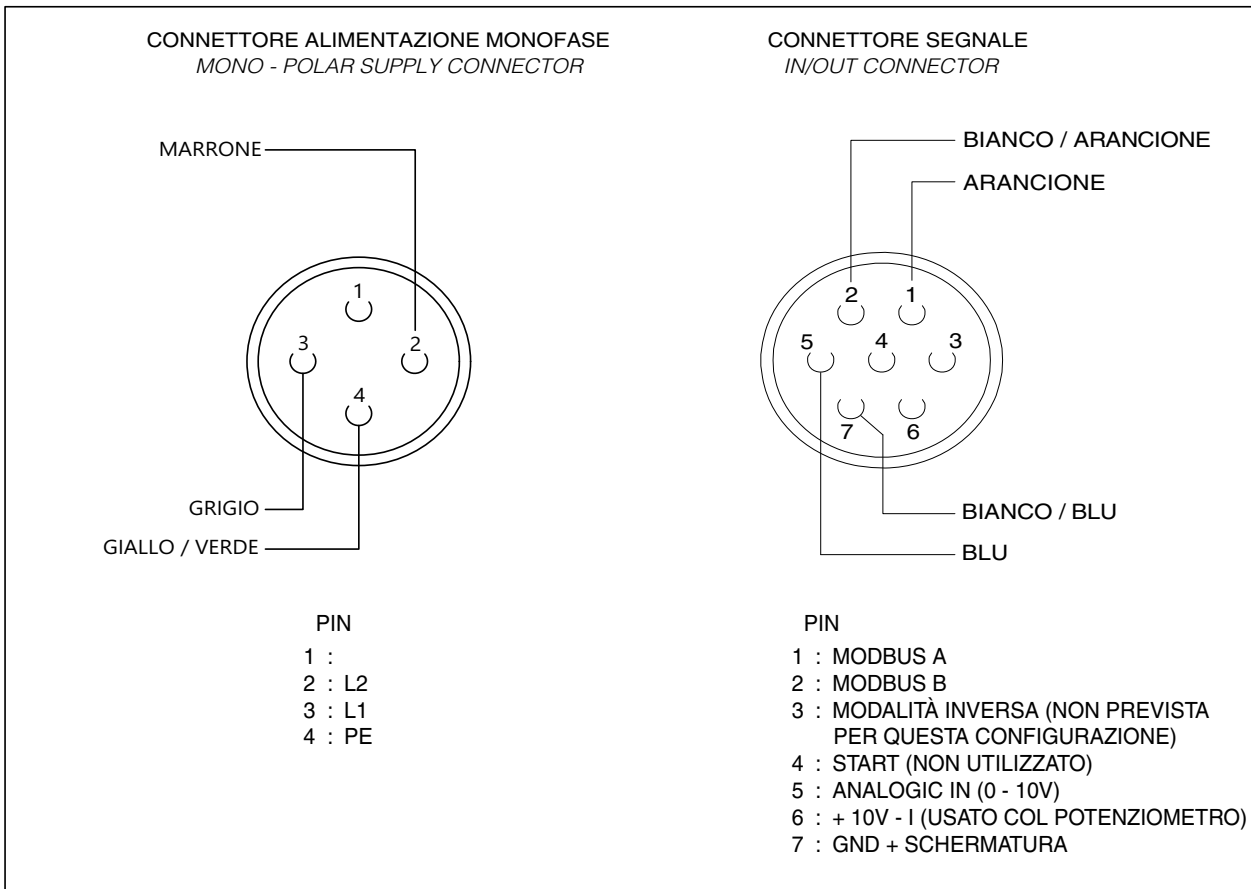 CONNETTORE ALIMENTAZIONE MONOFASE
MONO - POLAR SUPPLY CONNECTOR
MARRONE
1
3
2
4
GRIGIO
GIALLO / VERDE
PIN
1 :
2 : L2
3 : L1
4 : PE
CONNETTORE SEGNALE
IN/OUT CONNECTOR
BIANCO / ARANCIONE
ARANCIONE
2
1
5
4
3
7
6
BIANCO / BLU
BLU
PIN
1 : MODBUS A
2 : MODBUS B
3 : MODALITÀ INVERSA (NON PREVISTA
PER QUESTA CONFIGURAZIONE)
4 : START (NON UTILIZZATO)
5 : ANALOGIC IN (0 - 10V)
6 : + 10V - I (USATO COL POTENZIOMETRO)
7 : GND + SCHERMATURA